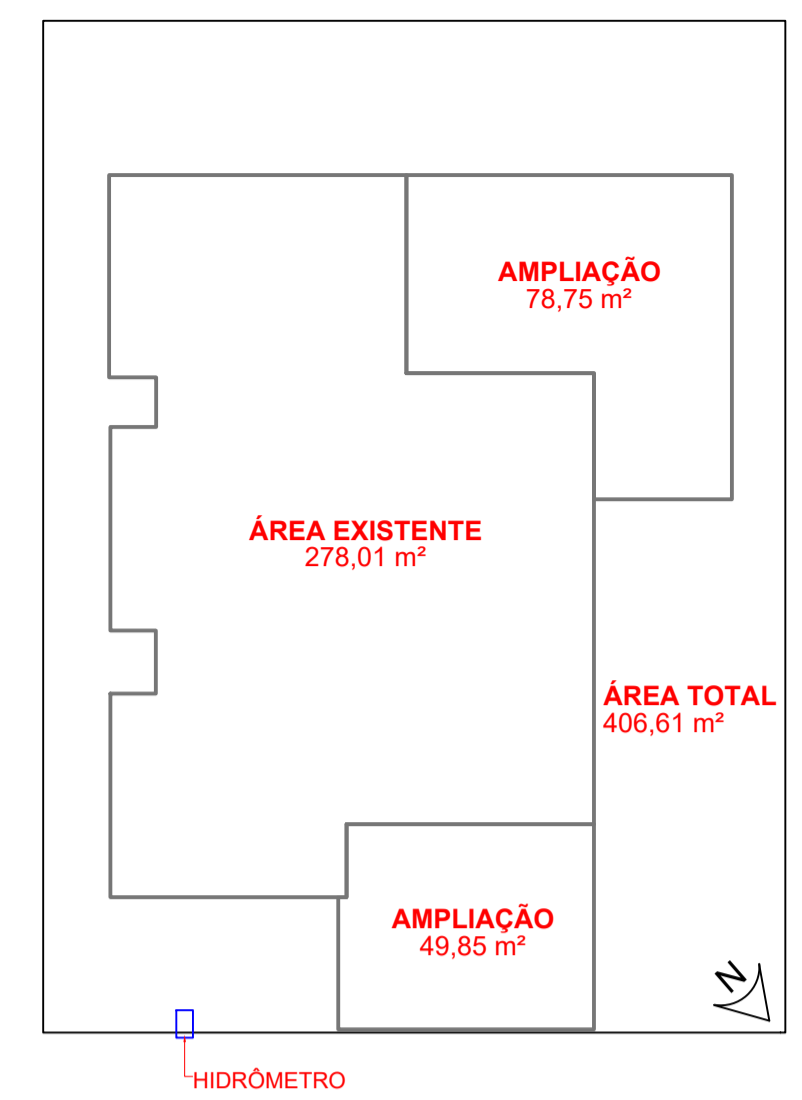 AMPLIAÇÃO
78,75 m²
ÁREA EXISTENTE
278,01 m²
ÁREA TOTAL
406,61 m²
AMPLIAÇÃO
49,85 m²
N
HIDRÔMETRO